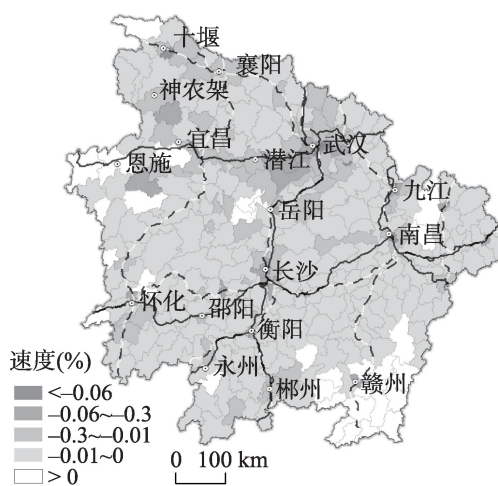 十堰
襄阳
神农架
宜昌
武汉
恩施
潜江
九江
岳阳
南昌
长沙
怀化
邵阳
衡阳
永州
郴州
赣州
速度(%)
<–0.06
–0.06~–0.3
–0.3~–0.01
–0.01~0
> 0
0 100 km